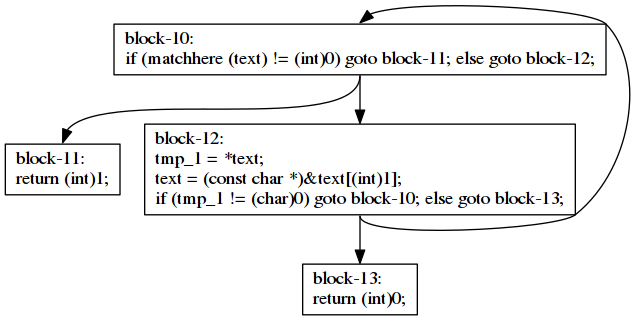 block-10:
if (matchhere (text) != (int)0) goto block-11; else goto block-12;
block-11:
return (int)1;
block-12:
tmp_1 = *text;
text = (const char *)&text[(int)1];
if (tmp_1 != (char)0) goto block-10; else goto block-13;
block-13:
return (int)0;